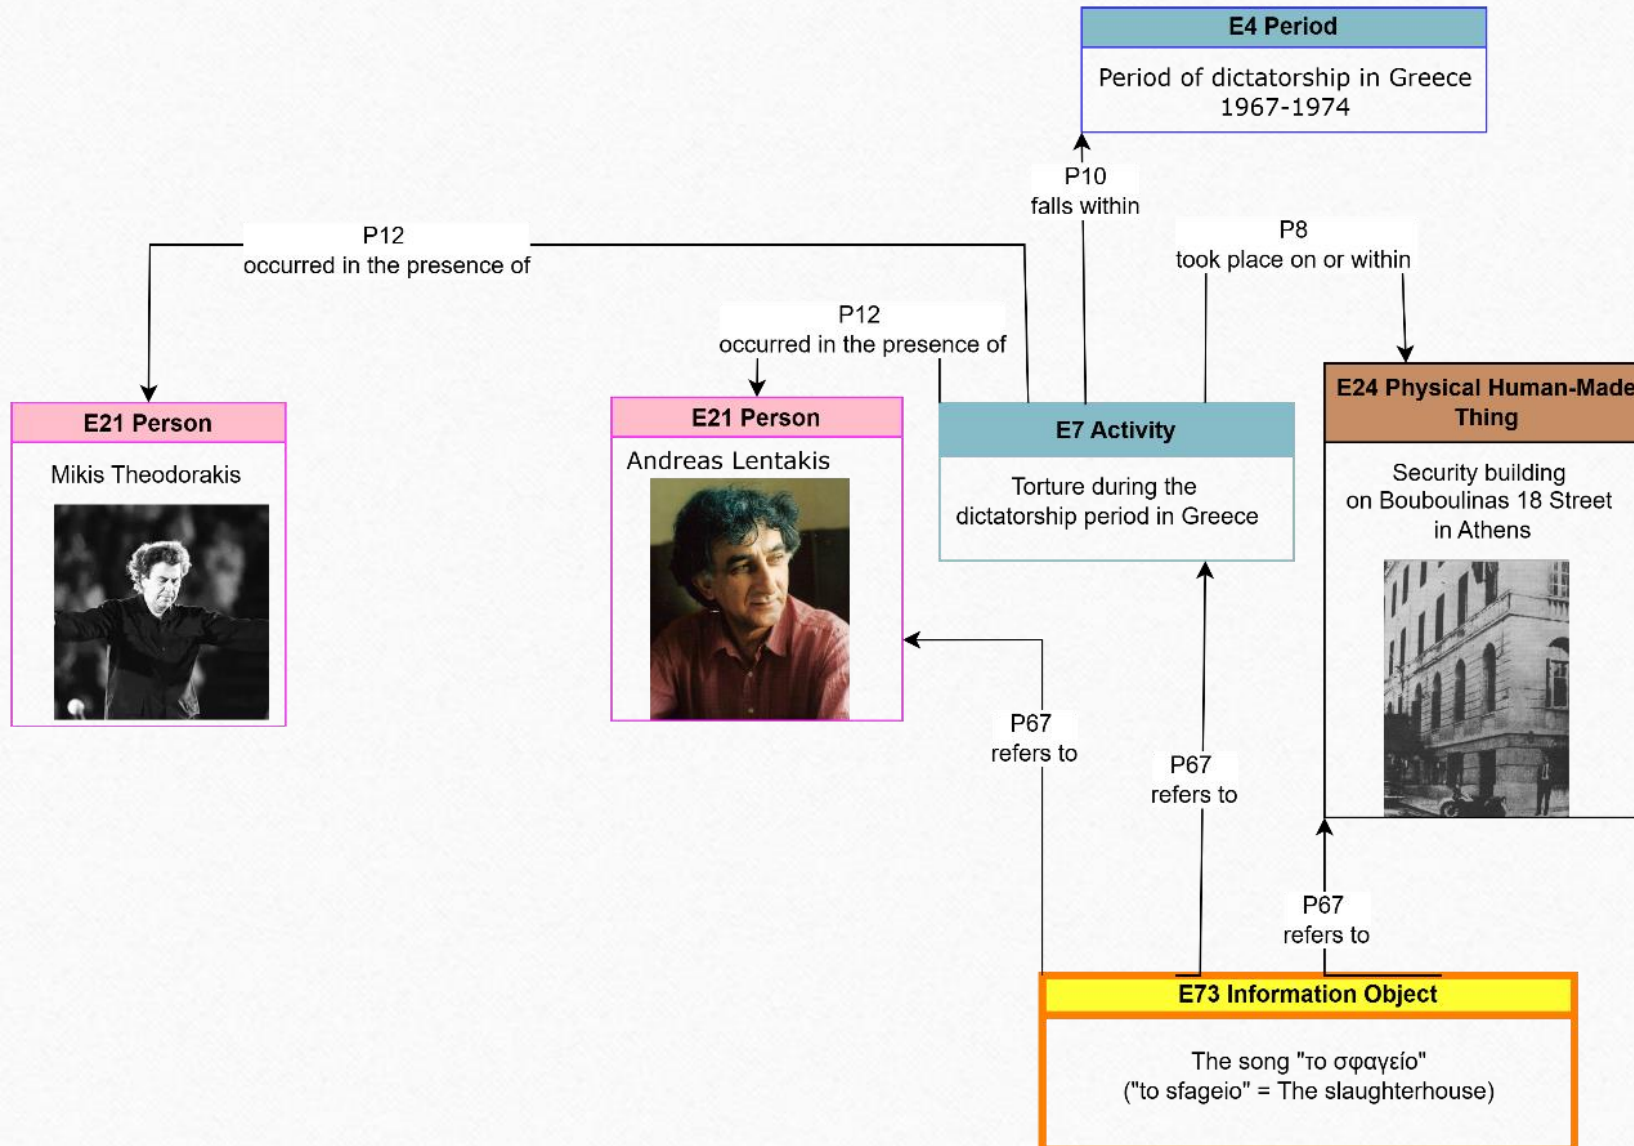 E4 Period
Period of dictatorship in Greece
1967-1974
P10
falls within
P8
took place on or within
P12
occurred in the presence of
P12
occurred in the presence of
E21 Person
Mikis Theodorakis
E21 Person
Andreas Lentakis
E7 Activity
Torture during the
dictatorship period in Greece
E24 Physical Human-Made
Thing
Security building
on Bouboulinas 18 Street
in Athens
P67
refers to
P67
refers to
P67
refers to
E73 Information Object
The song "το σφαγείο"
("to sfageio" = The slaughterhouse)